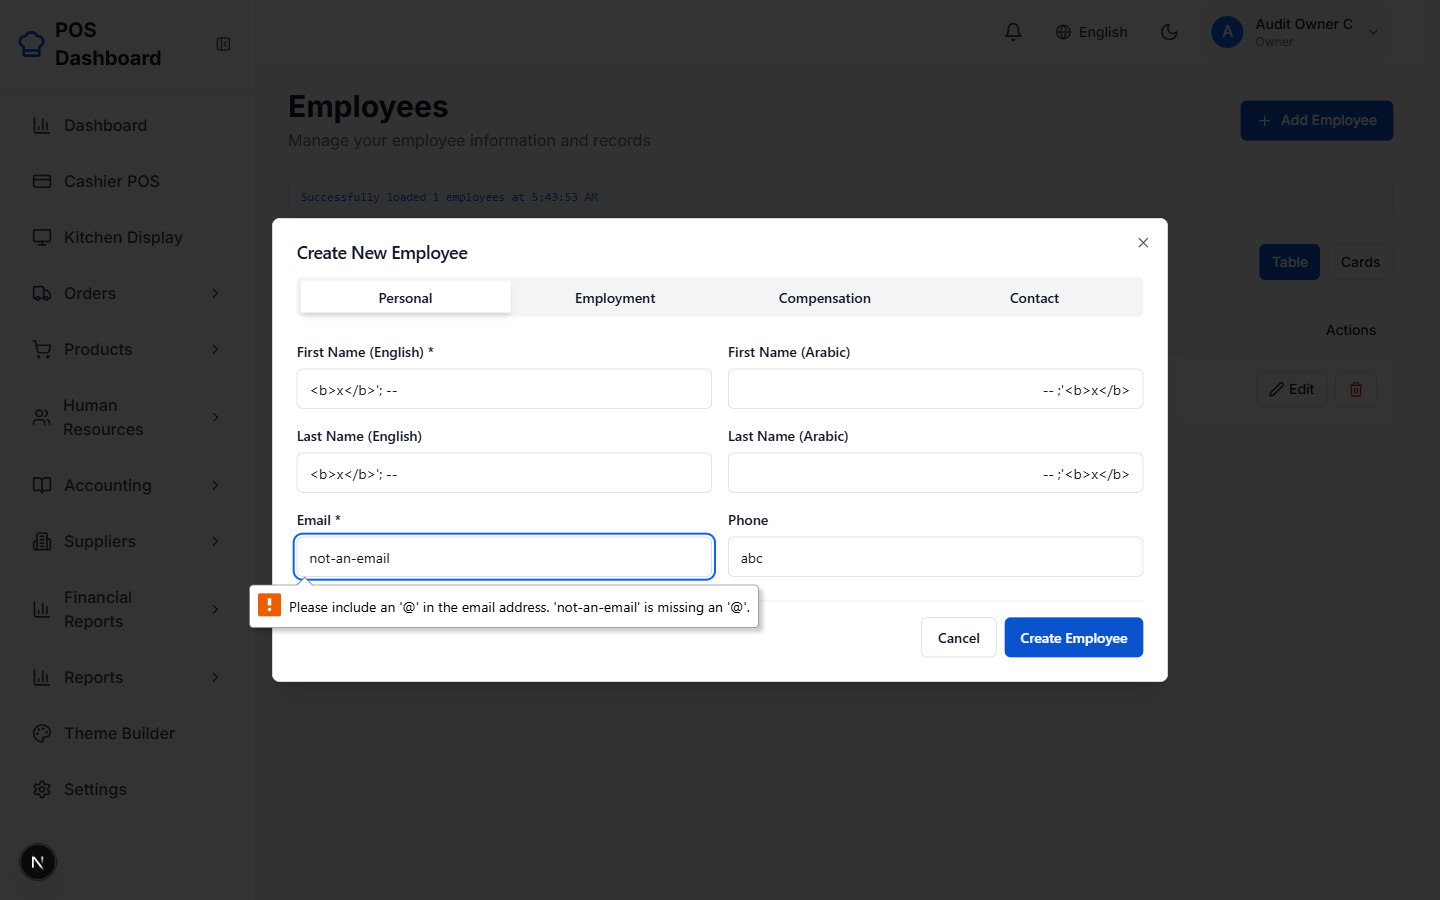 POS
Dashboard
English
A
Audit Owner C
Owner
Dashboard
Cashier POS
Kitchen Display
Orders
Products
Human
Resources
Accounting
Suppliers
Financial
Reports
Reports
Theme Builder
Settings
N
Employees
Manage your employee information and records
+ Add Employee
Successfully loaded 1 employees at 5:43:53 AM
Table
Cards
Actions
Edit
Create New Employee
Personal
Employment
Compensation
Contact
First Name (English) *
First Name (Arabic)
<b>x</b>'; --
-- ;'<b>x</b>
Last Name (English)
Last Name (Arabic)
<b>x</b>'; --
-- ;'<b>x</b>
Email *
Phone
not-an-email
abc
! Please include an '@' in the email address. 'not-an-email' is missing an '@'.
Cancel
Create Employee